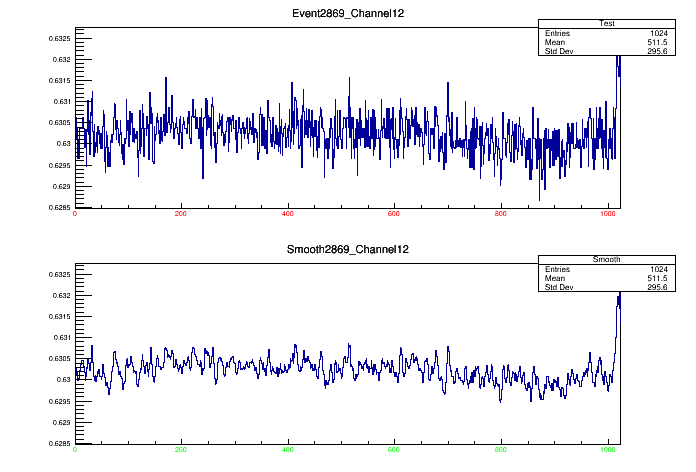 Event2869_Channel12
Test
Entries 1024
Mean 511.5
Std Dev 295.6
0.6325
0.632
0.6315
0.631
0.6305
0.63
0.6295
0.629
0.6285
0 200 400 600 800 1000
Smooth2869_Channel12
Smooth
Entries 1024
Mean 511.5
Std Dev 295.6
0.6325
0.632
0.6315
0.631
0.6305
0.63
0.6295
0.629
0.6285
0 200 400 600 800 1000